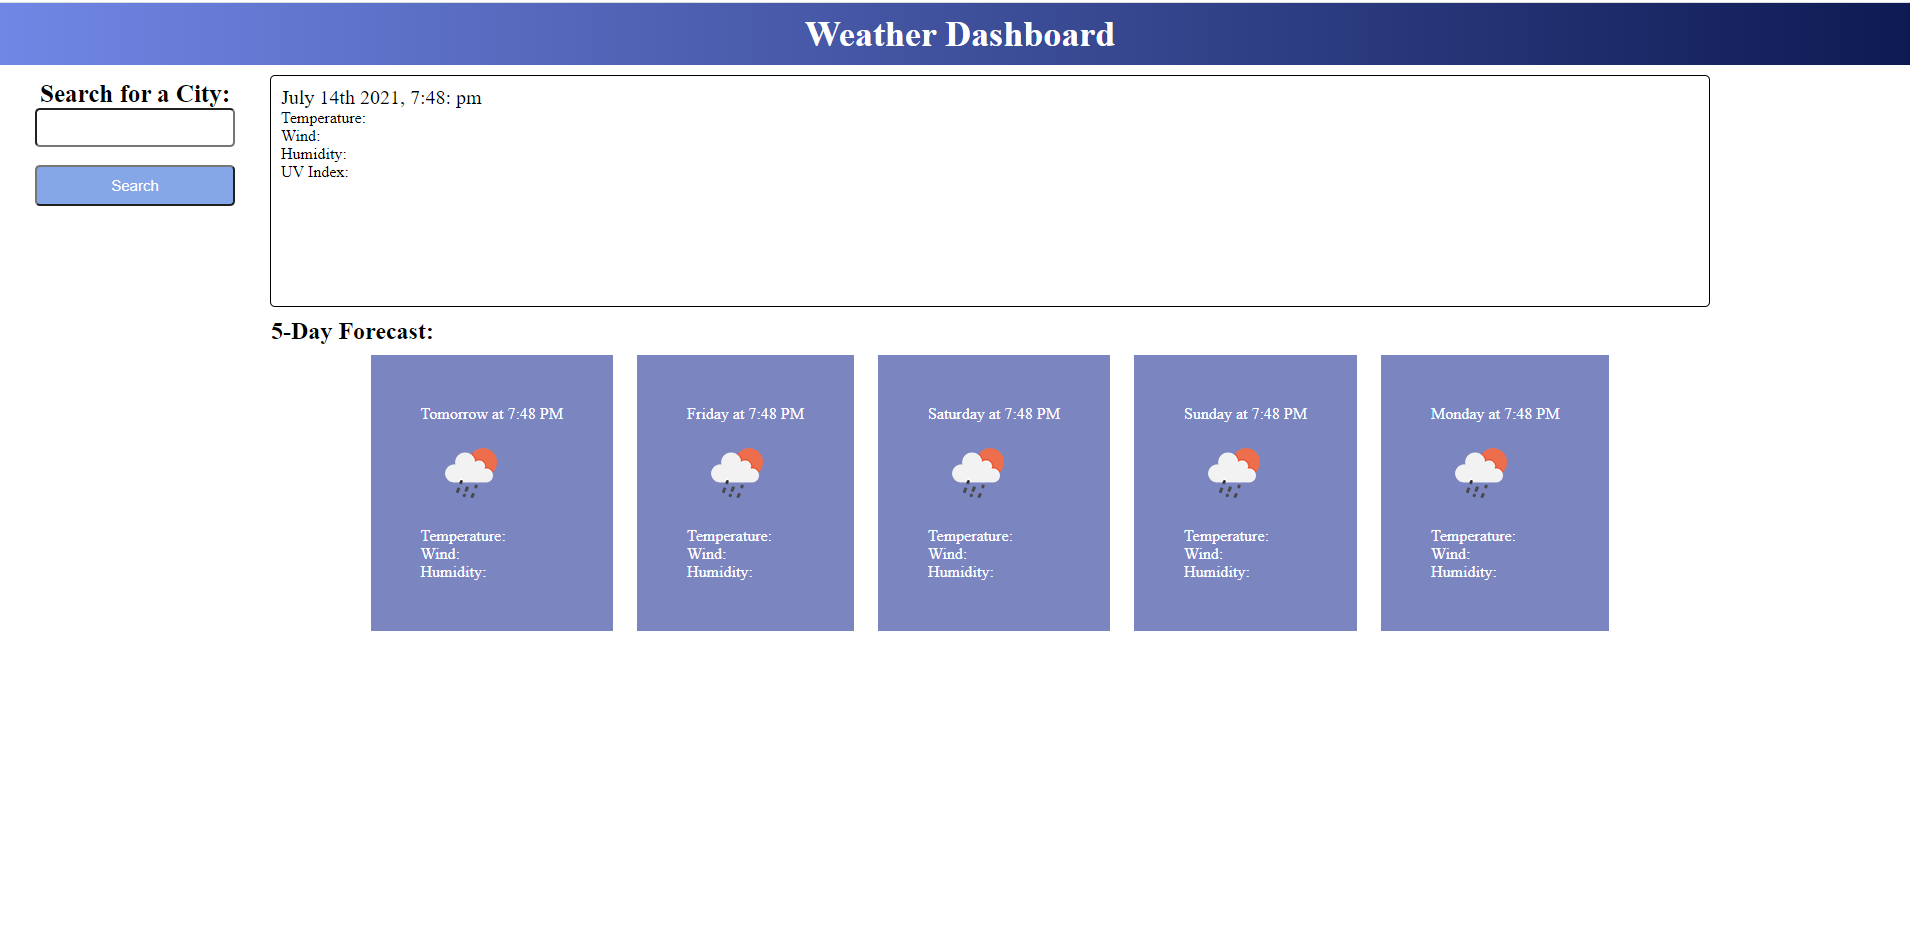 Weather Dashboard
Search for a City:
Search
July 14th 2021, 7:48: pm
Temperature:
Wind:
Humidity:
UV Index:
5-Day Forecast:
Tomorrow at 7:48 PM
Temperature:
Wind:
Humidity:
Friday at 7:48 PM
Temperature:
Wind:
Humidity:
Saturday at 7:48 PM
Temperature:
Wind:
Humidity:
Sunday at 7:48 PM
Temperature:
Wind:
Humidity:
Monday at 7:48 PM
Temperature:
Wind:
Humidity: